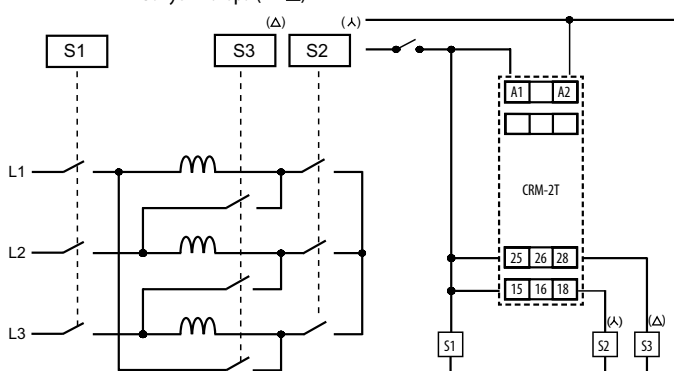 (△) (⅄)
S1 S3 S2
A1 A2
L1
CRM-2T
L2
25 26 28
15 16 18
L3
(⅄) (△)
S1 S2 S3